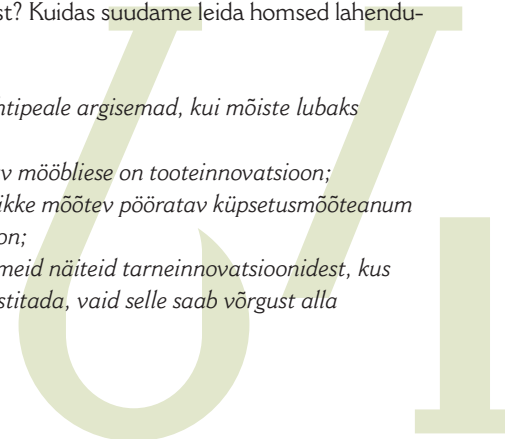 st? Kuidas suudame leida homsed lahendu-
htipeale argisemad, kui mõiste lubaks
v mööbliese on tooteinnovatsioon;
ikke mõõtev pööratav küpsetusmõõteanum
on;
meid näiteid tarneinnovatsioonidest, kus
stitada, vaid selle saab võrgust alla